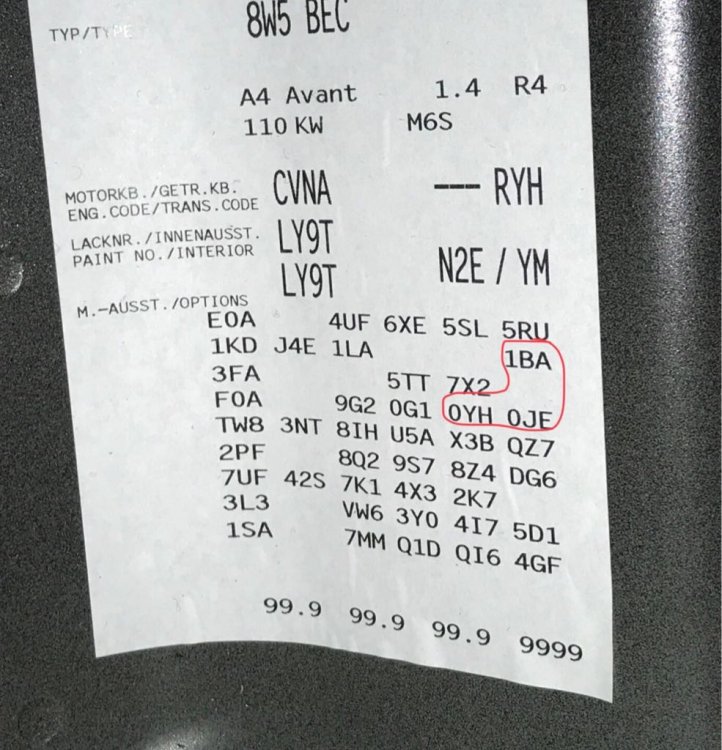 TYP/TYPE 8W5 BEC
A4 Avant 1.4 R4
110 KW M6S
MOTORKB./GETR.KB.
ENG.CODE/TRANS.CODE CVNA --- RYH
LACKNR./INNENAUSST.
PAINT NO./INTERIOR LY9T N2E / YM
LY9T
M.-AUSST./OPTIONS
E0A 4UF 6XE 5SL 5RU
1KD J4E 1LA 1BA
3FA 5TT 7X2
F0A 9G2 0G1 0YH 0JE
TW8 3NT 8IH U5A X3B QZ7
2PF 8Q2 9S7 8Z4 DG6
7UF 42S 7K1 4X3 2K7
3L3 VW6 3Y0 4I7 5D1
1SA 7MM Q1D QI6 4GF
99.9 99.9 99.9 9999